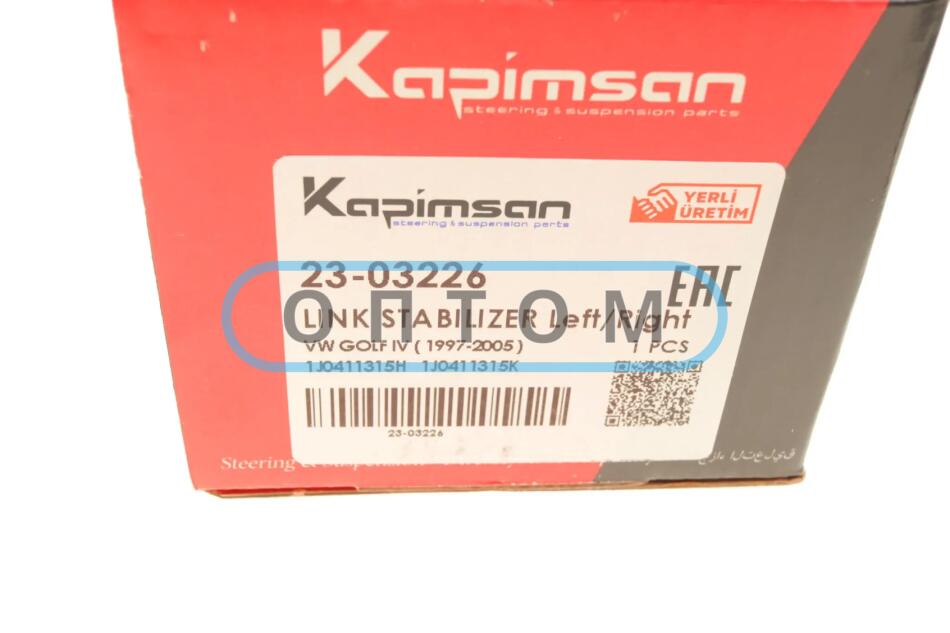 Kapimsan
steering & suspension parts
Kapimsan
steering & suspension parts
YERLİ
ÜRETİM
23-03226
EAC
ОПТОМ
LINK STABILIZER Left/Right
VW GOLF IV ( 1997-2005 )
1 PCS
1J0411315H 1J0411315K
23-03226
Steering &